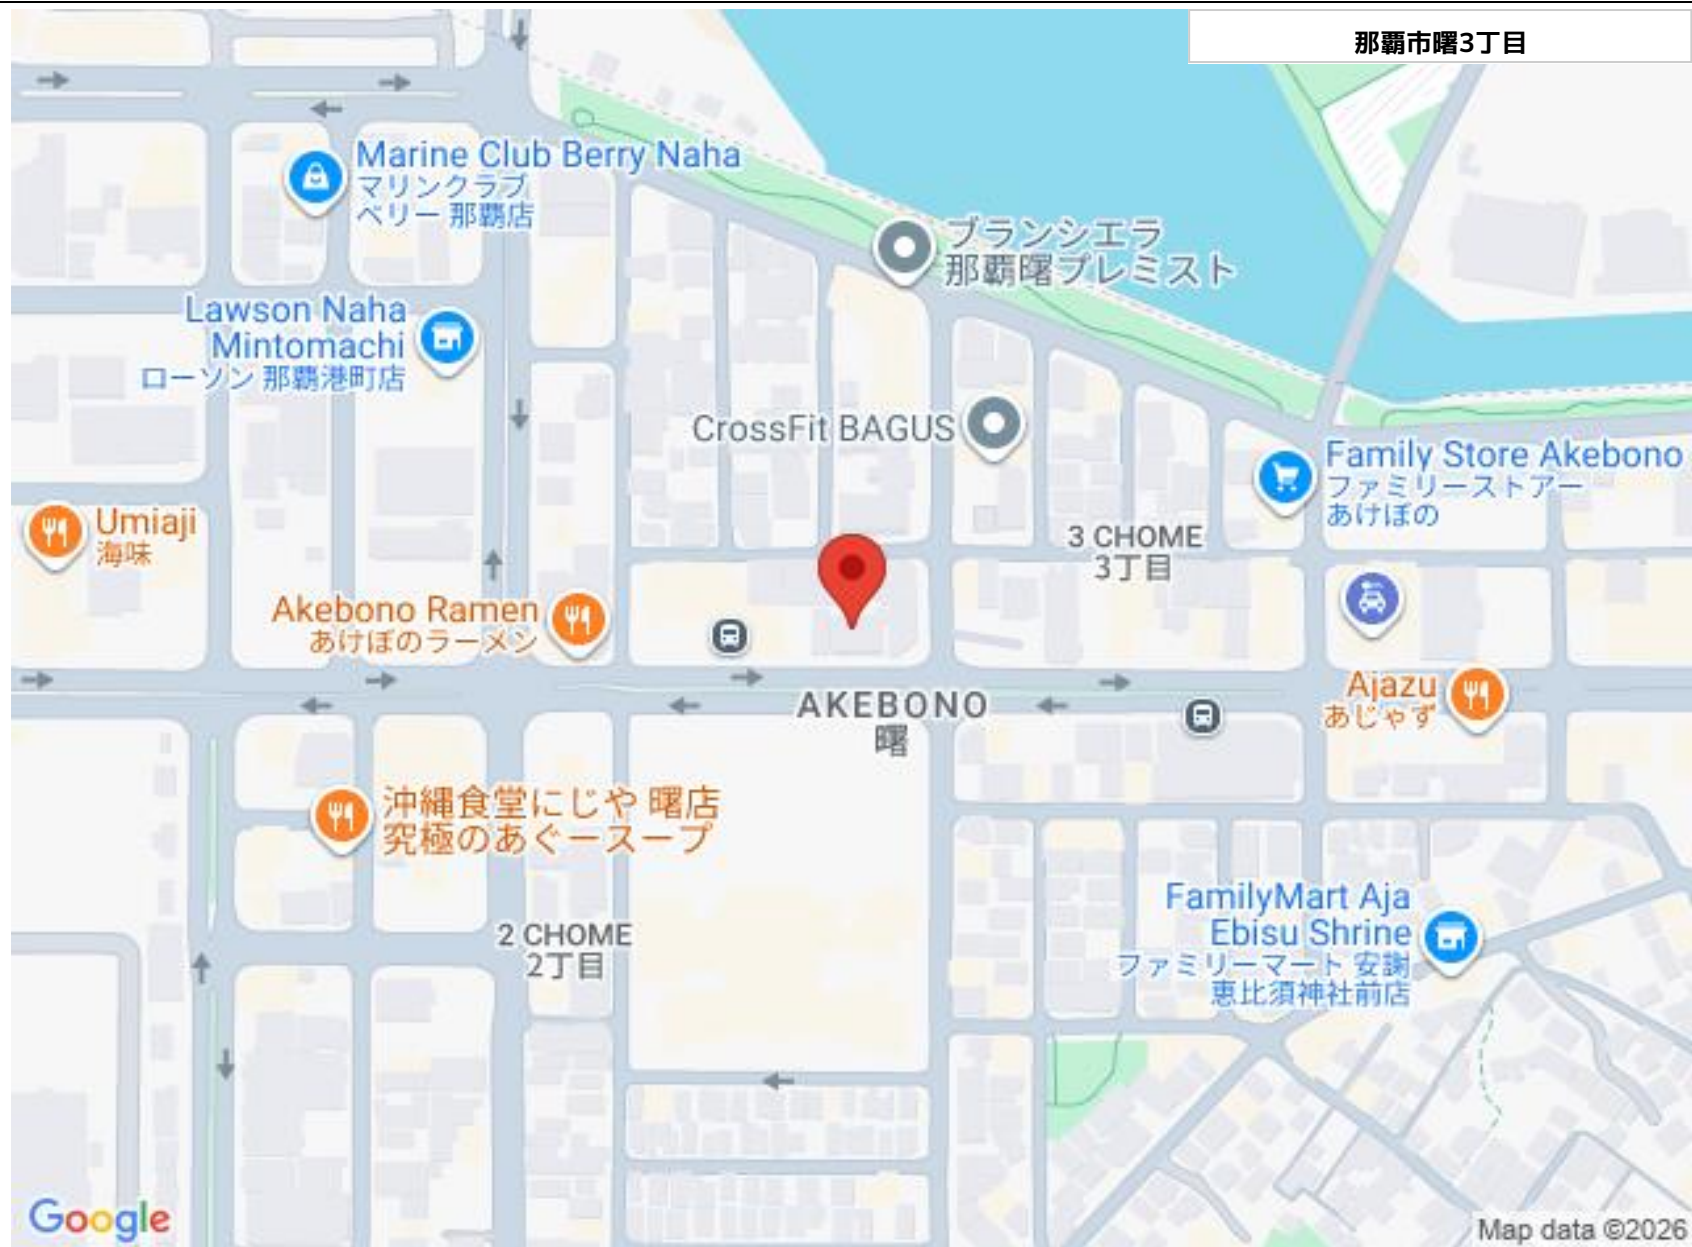 那覇市曙3丁目
Marine Club Berry Naha
マリンクラブ
ベリー 那覇店
ブランシエラ
那覇曙プレミスト
Lawson Naha
Mintomachi
ローソン 那覇港町店
CrossFit BAGUS
Family Store Akebono
ファミリーストアー
あけぼの
Umiaji
海味
3 CHOME
3丁目
Akebono Ramen
あけぼのラーメン
Ajazu
あじゃず
AKEBONO
曙
沖縄食堂にじや 曙店
究極のあぐースープ
FamilyMart Aja
Ebisu Shrine
ファミリーマート 安謝
恵比須神社前店
2 CHOME
2丁目
Google
Map data ©2026